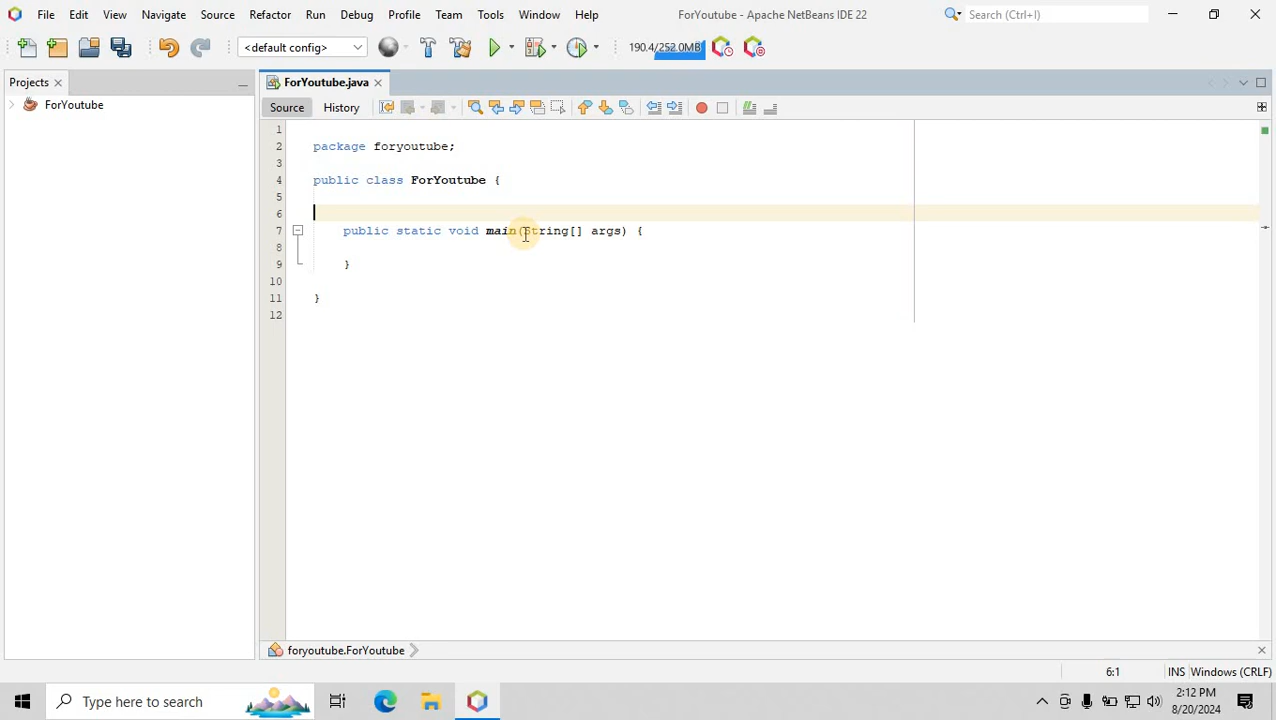 File Edit View Navigate Source Refactor Run Debug Profile Team Tools Window Help ForYoutube - Apache NetBeans IDE 22 Search (Ctrl+I)
<default config> 190.4/252.0MB
Projects ForYoutube.java
ForYoutube Source History
1
2 package foryoutube;
3
4 public class ForYoutube {
5
6
7 public static void main(String[] args) {
8
9 }
10
11 }
12
foryoutube.ForYoutube
6:1 INS Windows (CRLF)
Type here to search
2:12 PM
8/20/2024